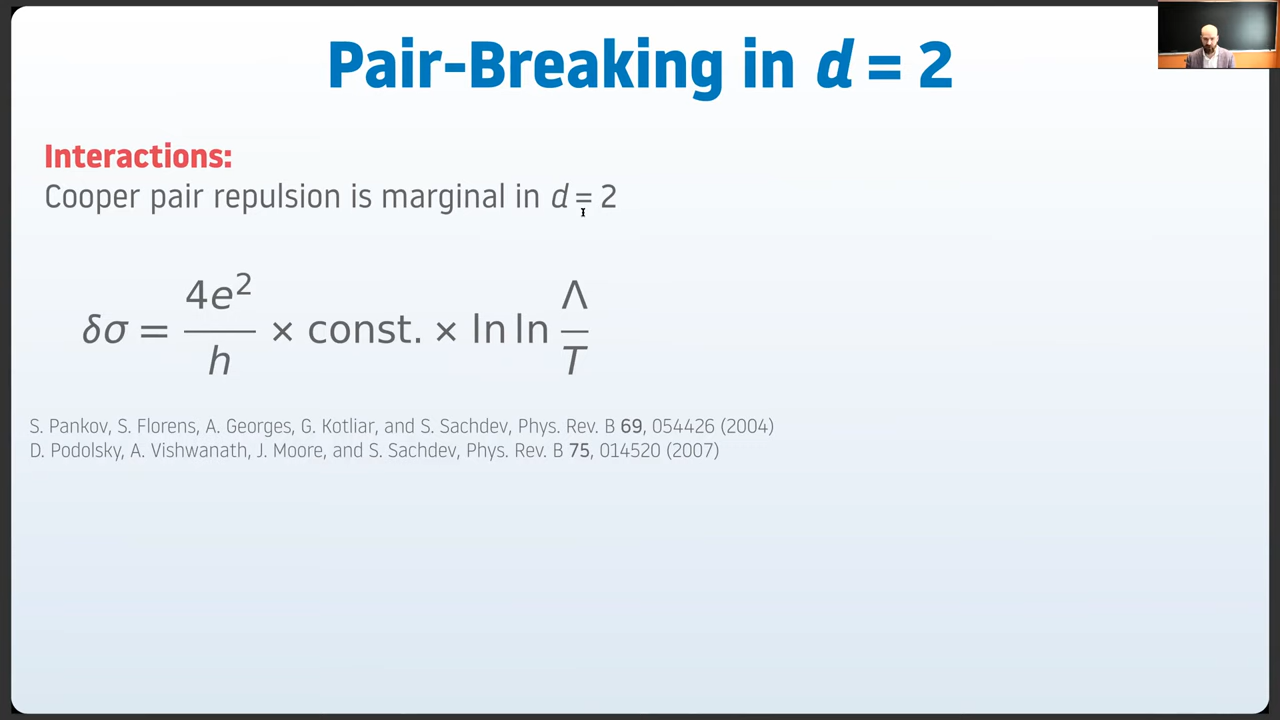 Pair-Breaking in d = 2
Interactions:
Cooper pair repulsion is marginal in d = 2
δσ = 4e²/h × const. × ln ln Λ/T
S. Pankov, S. Florens, A. Georges, G. Kotliar, and S. Sachdev, Phys. Rev. B 69, 054426 (2004)
D. Podolsky, A. Vishwanath, J. Moore, and S. Sachdev, Phys. Rev. B 75, 014520 (2007)